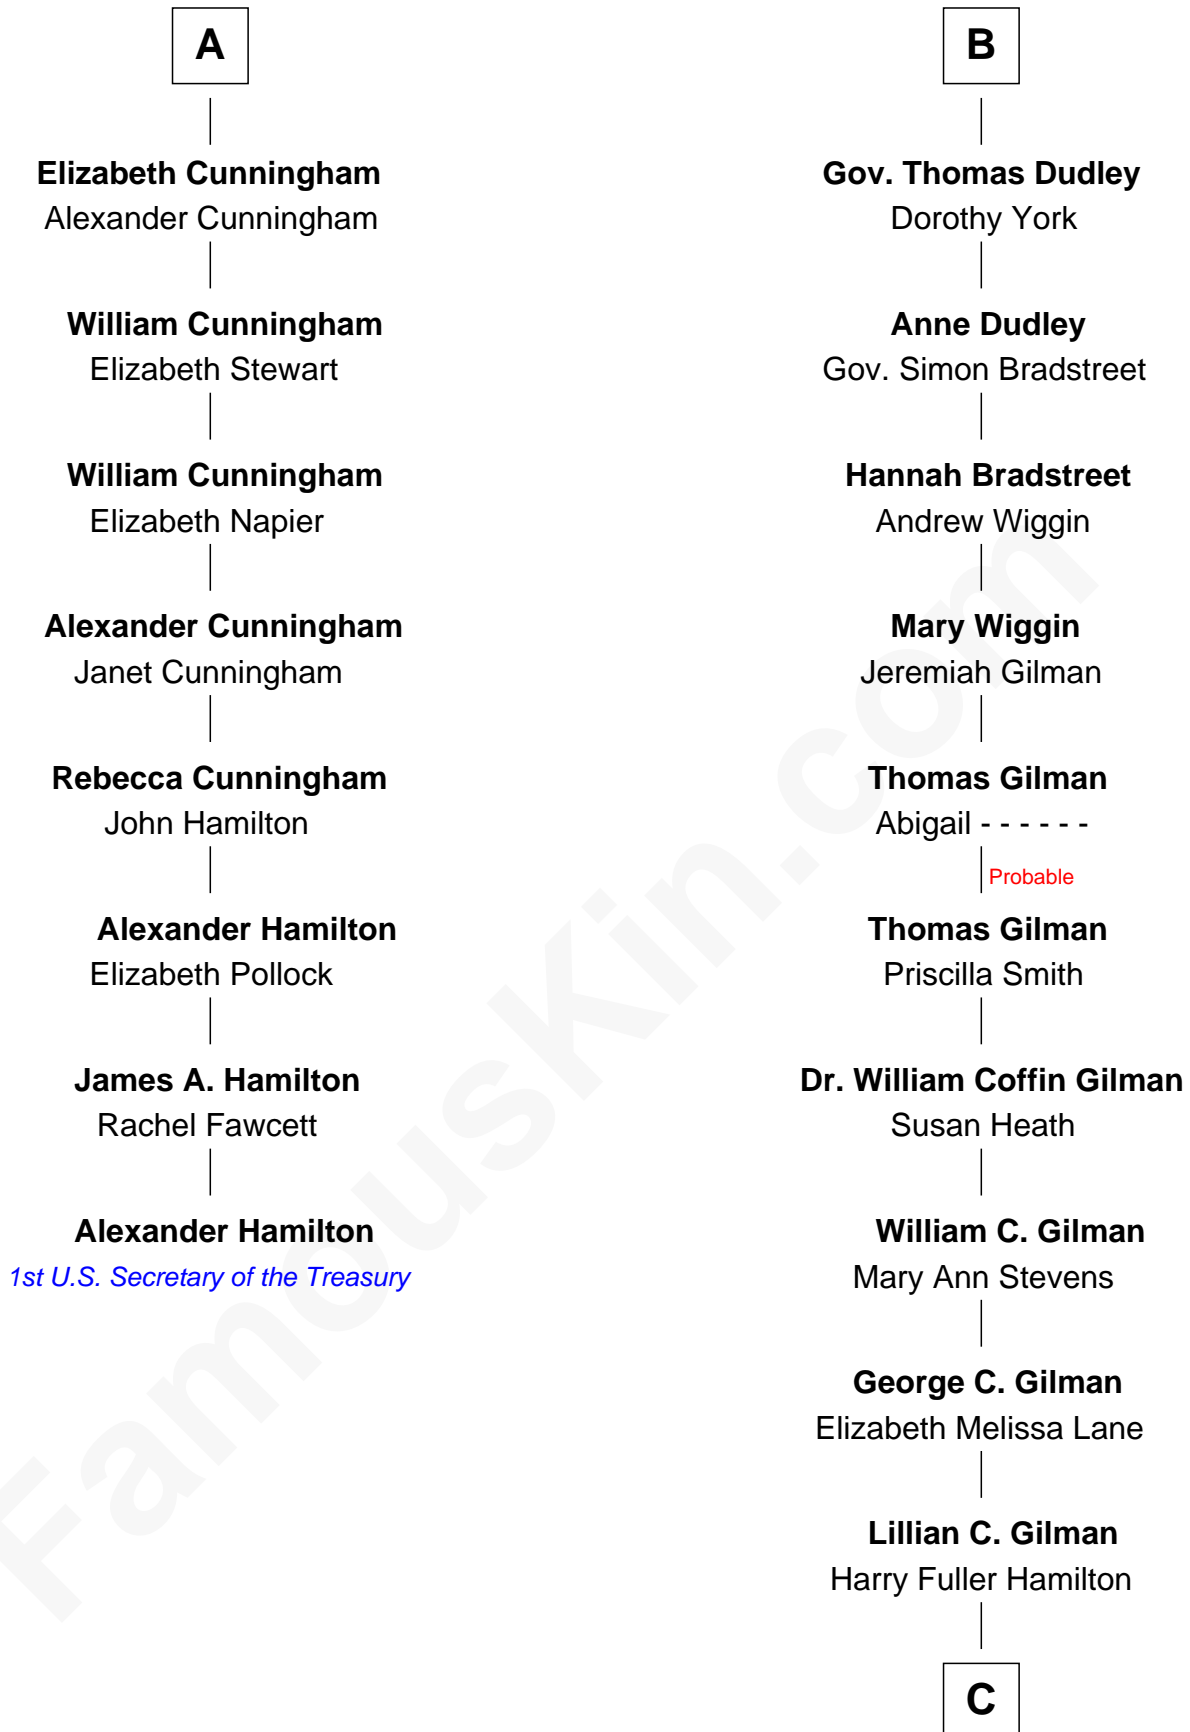 A
Elizabeth Cunningham
Alexander Cunningham
William Cunningham
Elizabeth Stewart
William Cunningham
Elizabeth Napier
Alexander Cunningham
Janet Cunningham
Rebecca Cunningham
John Hamilton
Alexander Hamilton
Elizabeth Pollock
James A. Hamilton
Rachel Fawcett
Alexander Hamilton
1st U.S. Secretary of the Treasury
B
Gov. Thomas Dudley
Dorothy York
Anne Dudley
Gov. Simon Bradstreet
Hannah Bradstreet
Andrew Wiggin
Mary Wiggin
Jeremiah Gilman
Thomas Gilman
Abigail - - - - - -
Probable
Thomas Gilman
Priscilla Smith
Dr. William Coffin Gilman
Susan Heath
William C. Gilman
Mary Ann Stevens
George C. Gilman
Elizabeth Melissa Lane
Lillian C. Gilman
Harry Fuller Hamilton
C
FamousKin.com